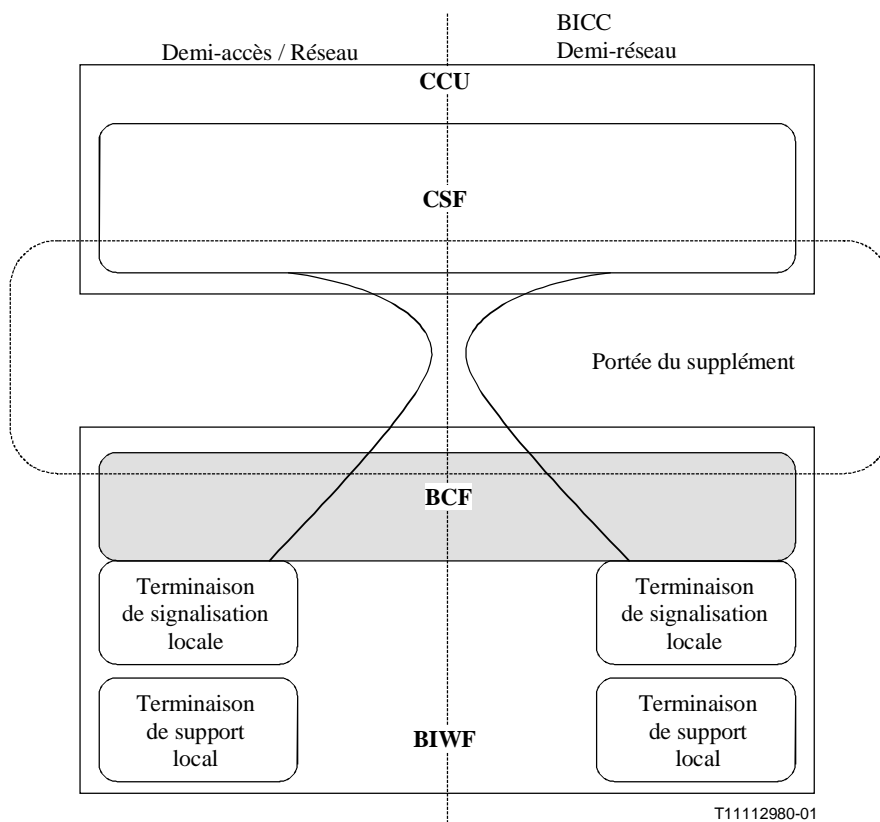 BICC
Demi-accès / Réseau
Demi-réseau
CCU
CSF
Portée du supplément
BCF
Terminaison
de signalisation
locale
Terminaison
de signalisation
locale
Terminaison
de support
local
BIWF
Terminaison
de support
local
T11112980-01